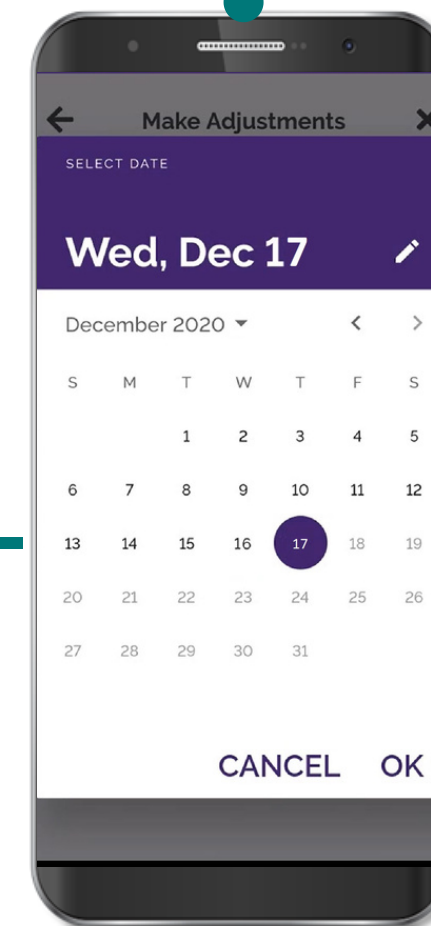 Make Adjustments
SELECT DATE
Wed, Dec 17
December 2020
S M T W T F S
1 2 3 4 5
6 7 8 9 10 11 12
13 14 15 16 17 18 19
20 21 22 23 24 25 26
27 28 29 30 31
CANCEL OK